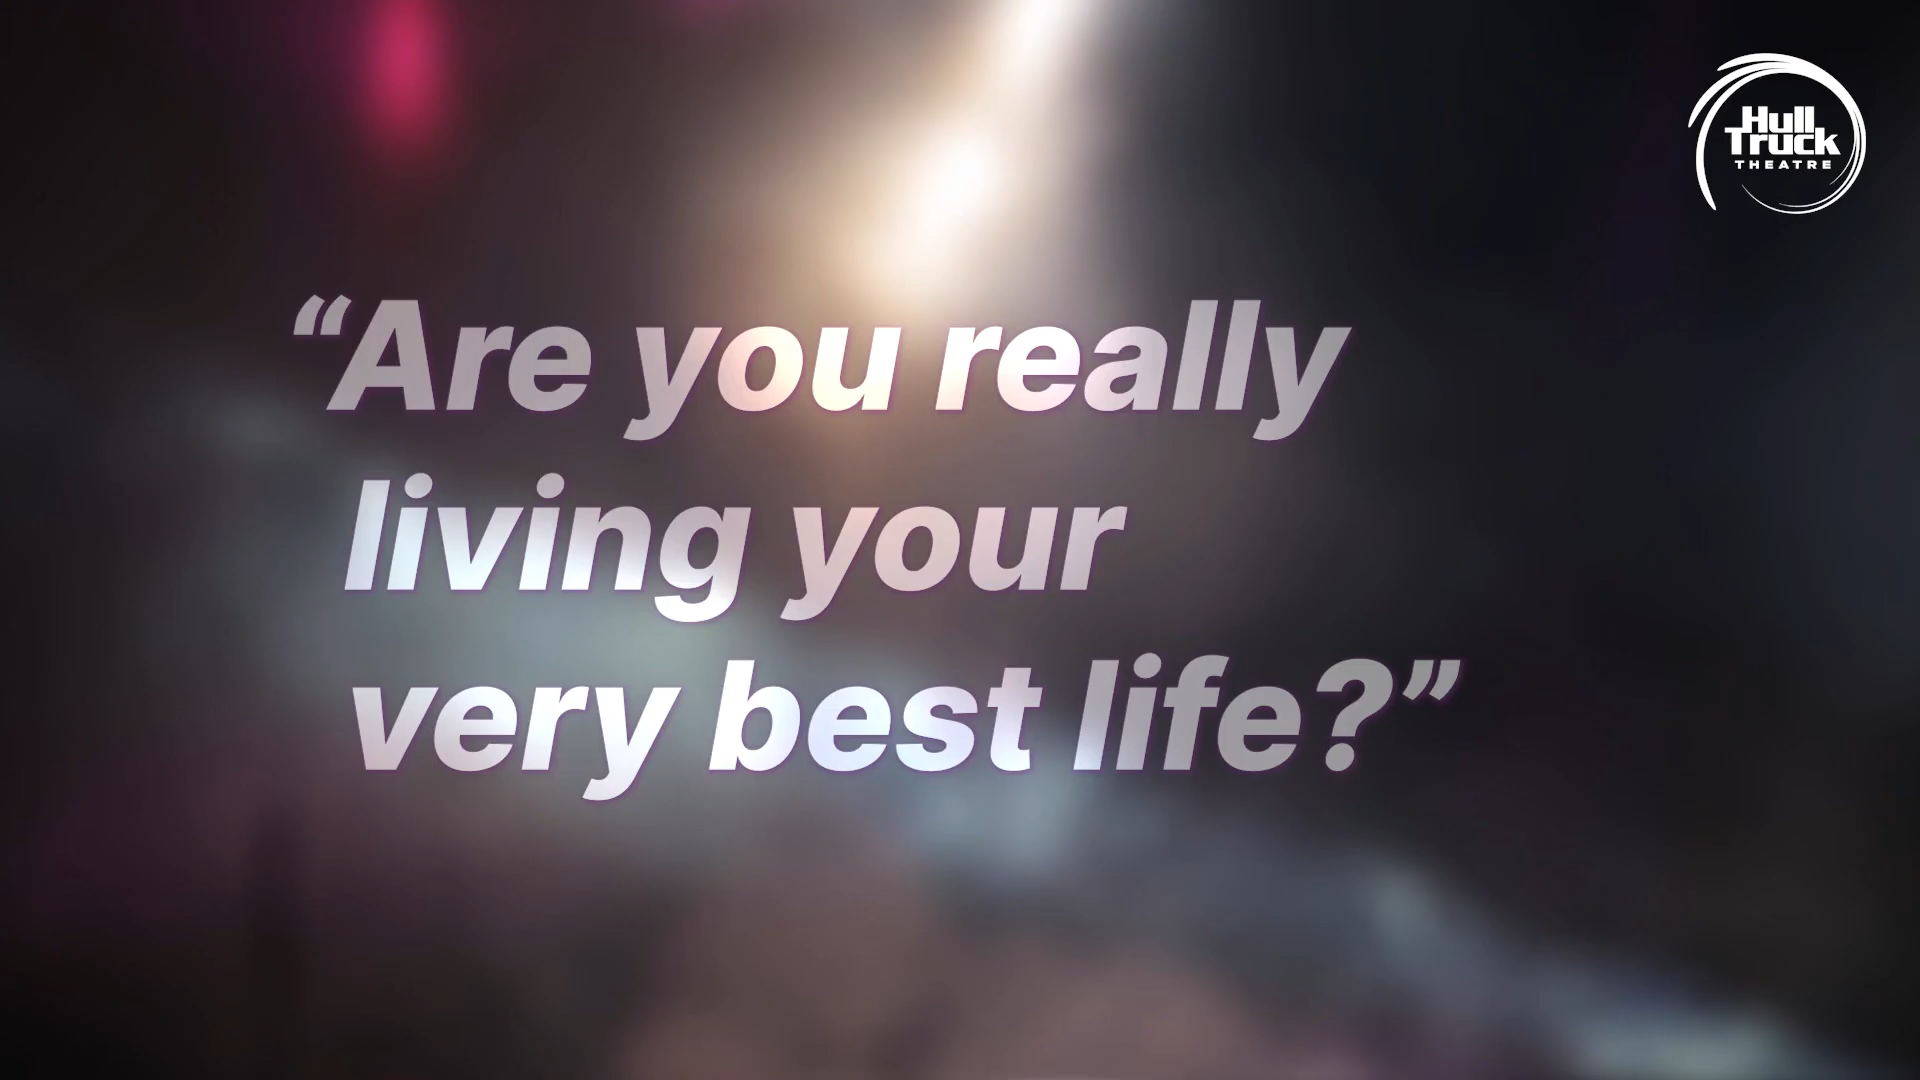 “Are you really
living your
very best life?”
Hull
Truck
THEATRE